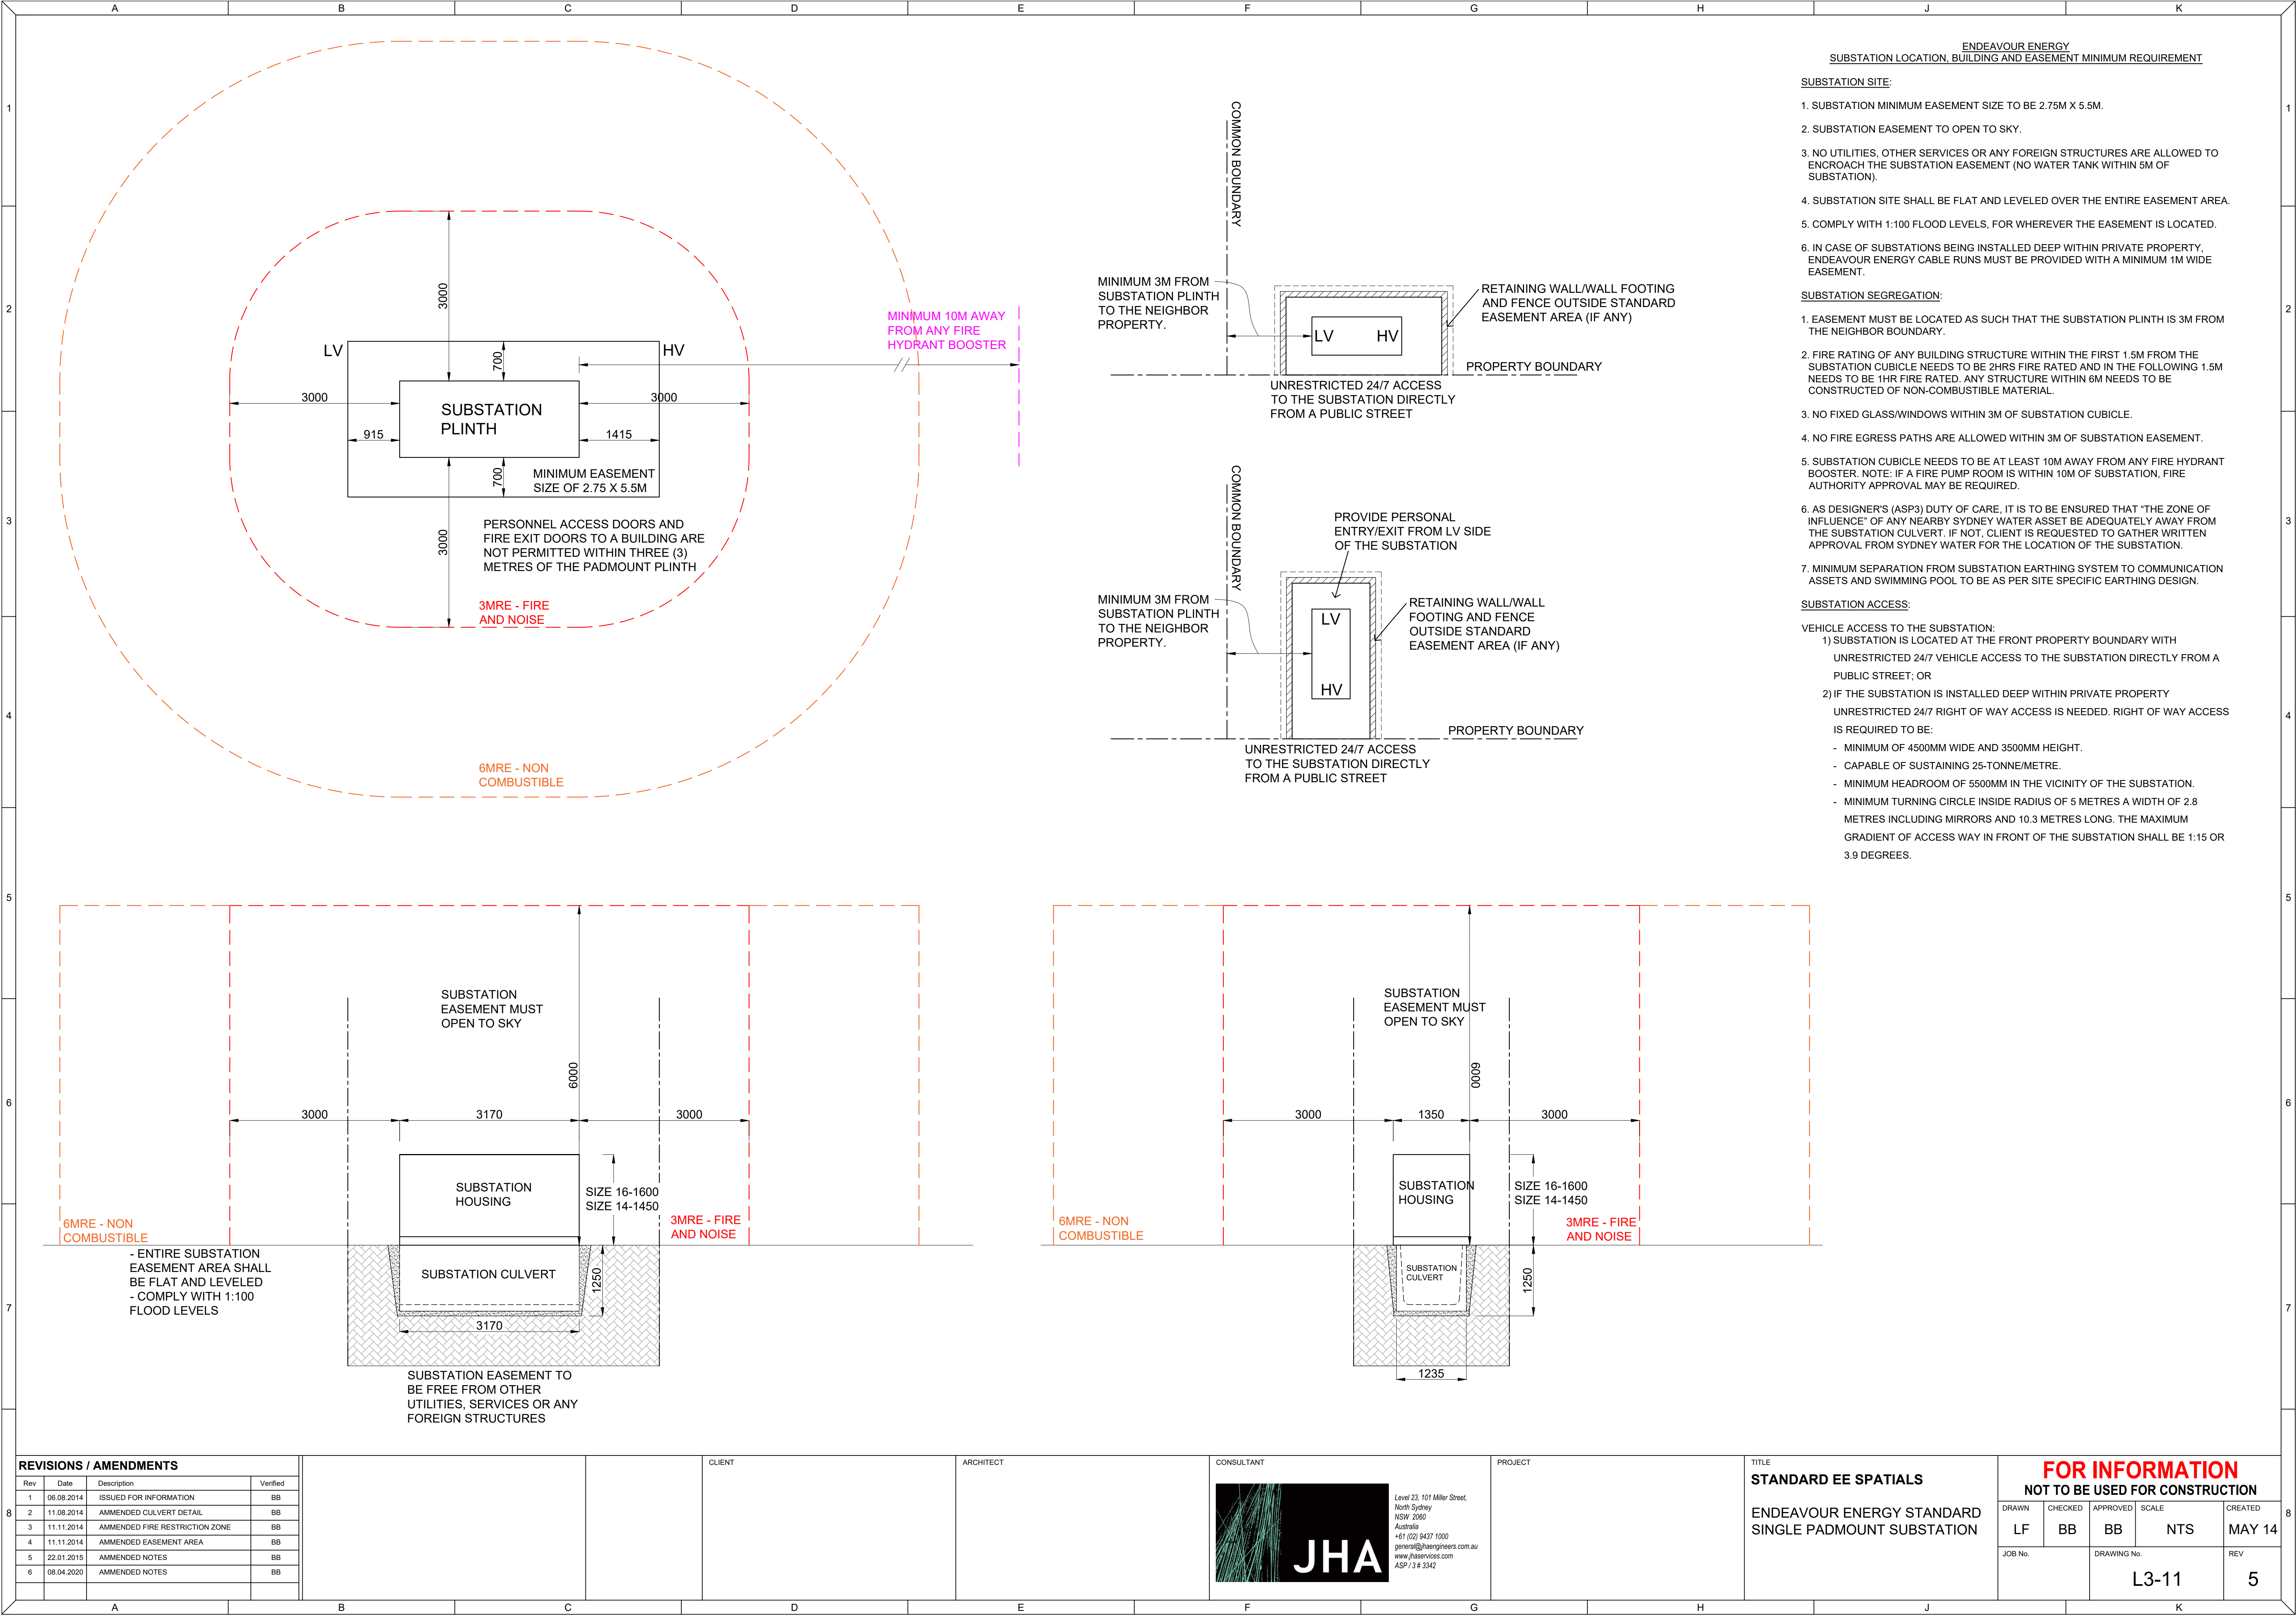 A B C D E F G H J K
1
2
3
4
5
6
7
8
LV
HV
3000
700
3000
3000
SUBSTATION
PLINTH
915
1415
700
MINIMUM EASEMENT
SIZE OF 2.75 X 5.5M
3000
PERSONNEL ACCESS DOORS AND
FIRE EXIT DOORS TO A BUILDING ARE
NOT PERMITTED WITHIN THREE (3)
METRES OF THE PADMOUNT PLINTH
3MRE - FIRE
AND NOISE
6MRE - NON
COMBUSTIBLE
MINIMUM 10M AWAY
FROM ANY FIRE
HYDRANT BOOSTER
COMMON BOUNDARY
MINIMUM 3M FROM
SUBSTATION PLINTH
TO THE NEIGHBOR
PROPERTY.
LV HV
RETAINING WALL/WALL FOOTING
AND FENCE OUTSIDE STANDARD
EASEMENT AREA (IF ANY)
PROPERTY BOUNDARY
UNRESTRICTED 24/7 ACCESS
TO THE SUBSTATION DIRECTLY
FROM A PUBLIC STREET
COMMON BOUNDARY
PROVIDE PERSONAL
ENTRY/EXIT FROM LV SIDE
OF THE SUBSTATION
MINIMUM 3M FROM
SUBSTATION PLINTH
TO THE NEIGHBOR
PROPERTY.
LV
HV
RETAINING WALL/WALL
FOOTING AND FENCE
OUTSIDE STANDARD
EASEMENT AREA (IF ANY)
PROPERTY BOUNDARY
UNRESTRICTED 24/7 ACCESS
TO THE SUBSTATION DIRECTLY
FROM A PUBLIC STREET
ENDEAVOUR ENERGY
SUBSTATION LOCATION, BUILDING AND EASEMENT MINIMUM REQUIREMENT
SUBSTATION SITE:
1. SUBSTATION MINIMUM EASEMENT SIZE TO BE 2.75M X 5.5M.
2. SUBSTATION EASEMENT TO OPEN TO SKY.
3. NO UTILITIES, OTHER SERVICES OR ANY FOREIGN STRUCTURES ARE ALLOWED TO
ENCROACH THE SUBSTATION EASEMENT (NO WATER TANK WITHIN 5M OF
SUBSTATION).
4. SUBSTATION SITE SHALL BE FLAT AND LEVELED OVER THE ENTIRE EASEMENT AREA.
5. COMPLY WITH 1:100 FLOOD LEVELS, FOR WHEREVER THE EASEMENT IS LOCATED.
6. IN CASE OF SUBSTATIONS BEING INSTALLED DEEP WITHIN PRIVATE PROPERTY,
ENDEAVOUR ENERGY CABLE RUNS MUST BE PROVIDED WITH A MINIMUM 1M WIDE
EASEMENT.
SUBSTATION SEGREGATION:
1. EASEMENT MUST BE LOCATED AS SUCH THAT THE SUBSTATION PLINTH IS 3M FROM
THE NEIGHBOR BOUNDARY.
2. FIRE RATING OF ANY BUILDING STRUCTURE WITHIN THE FIRST 1.5M FROM THE
SUBSTATION CUBICLE NEEDS TO BE 2HRS FIRE RATED AND IN THE FOLLOWING 1.5M
NEEDS TO BE 1HR FIRE RATED. ANY STRUCTURE WITHIN 6M NEEDS TO BE
CONSTRUCTED OF NON-COMBUSTIBLE MATERIAL.
3. NO FIXED GLASS/WINDOWS WITHIN 3M OF SUBSTATION CUBICLE.
4. NO FIRE EGRESS PATHS ARE ALLOWED WITHIN 3M OF SUBSTATION EASEMENT.
5. SUBSTATION CUBICLE NEEDS TO BE AT LEAST 10M AWAY FROM ANY FIRE HYDRANT
BOOSTER. NOTE: IF A FIRE PUMP ROOM IS WITHIN 10M OF SUBSTATION, FIRE
AUTHORITY APPROVAL MAY BE REQUIRED.
6. AS DESIGNER'S (ASP3) DUTY OF CARE, IT IS TO BE ENSURED THAT “THE ZONE OF
INFLUENCE” OF ANY NEARBY SYDNEY WATER ASSET BE ADEQUATELY AWAY FROM
THE SUBSTATION CULVERT. IF NOT, CLIENT IS REQUESTED TO GATHER WRITTEN
APPROVAL FROM SYDNEY WATER FOR THE LOCATION OF THE SUBSTATION.
7. MINIMUM SEPARATION FROM SUBSTATION EARTHING SYSTEM TO COMMUNICATION
ASSETS AND SWIMMING POOL TO BE AS PER SITE SPECIFIC EARTHING DESIGN.
SUBSTATION ACCESS:
VEHICLE ACCESS TO THE SUBSTATION:
1) SUBSTATION IS LOCATED AT THE FRONT PROPERTY BOUNDARY WITH
UNRESTRICTED 24/7 VEHICLE ACCESS TO THE SUBSTATION DIRECTLY FROM A
PUBLIC STREET; OR
2) IF THE SUBSTATION IS INSTALLED DEEP WITHIN PRIVATE PROPERTY
UNRESTRICTED 24/7 RIGHT OF WAY ACCESS IS NEEDED. RIGHT OF WAY ACCESS
IS REQUIRED TO BE:
- MINIMUM OF 4500MM WIDE AND 3500MM HEIGHT.
- CAPABLE OF SUSTAINING 25-TONNE/METRE.
- MINIMUM HEADROOM OF 5500MM IN THE VICINITY OF THE SUBSTATION.
- MINIMUM TURNING CIRCLE INSIDE RADIUS OF 5 METRES A WIDTH OF 2.8
METRES INCLUDING MIRRORS AND 10.3 METRES LONG. THE MAXIMUM
GRADIENT OF ACCESS WAY IN FRONT OF THE SUBSTATION SHALL BE 1:15 OR
3.9 DEGREES.
SUBSTATION
EASEMENT MUST
OPEN TO SKY
6000
3000 3170 3000
SUBSTATION
HOUSING
SIZE 16-1600
SIZE 14-1450
6MRE - NON
COMBUSTIBLE
3MRE - FIRE
AND NOISE
- ENTIRE SUBSTATION
EASEMENT AREA SHALL
BE FLAT AND LEVELED
- COMPLY WITH 1:100
FLOOD LEVELS
SUBSTATION CULVERT
1250
3170
SUBSTATION EASEMENT TO
BE FREE FROM OTHER
UTILITIES, SERVICES OR ANY
FOREIGN STRUCTURES
SUBSTATION
EASEMENT MUST
OPEN TO SKY
6000
3000 1350 3000
SUBSTATION
HOUSING
SIZE 16-1600
SIZE 14-1450
6MRE - NON
COMBUSTIBLE
3MRE - FIRE
AND NOISE
SUBSTATION
CULVERT
1250
1235
REVISIONS / AMENDMENTS
Rev Date Description Verified
1 06.08.2014 ISSUED FOR INFORMATION BB
2 11.08.2014 AMMENDED CULVERT DETAIL BB
3 11.11.2014 AMMENDED FIRE RESTRICTION ZONE BB
4 11.11.2014 AMMENDED EASEMENT AREA BB
5 22.01.2015 AMMENDED NOTES BB
6 08.04.2020 AMMENDED NOTES BB
CLIENT
ARCHITECT
CONSULTANT
JHA
Level 23, 101 Miller Street,
North Sydney
NSW 2060
Australia
+61 (02) 9437 1000
general@jhaengineers.com.au
www.jhaservices.com
ASP / 3 # 3342
PROJECT
TITLE
STANDARD EE SPATIALS
ENDEAVOUR ENERGY STANDARD
SINGLE PADMOUNT SUBSTATION
FOR INFORMATION
NOT TO BE USED FOR CONSTRUCTION
DRAWN CHECKED APPROVED SCALE CREATED
LF BB BB NTS MAY 14
JOB No. DRAWING No. REV
L3-11 5
A B C D E F G H J K
1
2
3
4
5
6
7
8